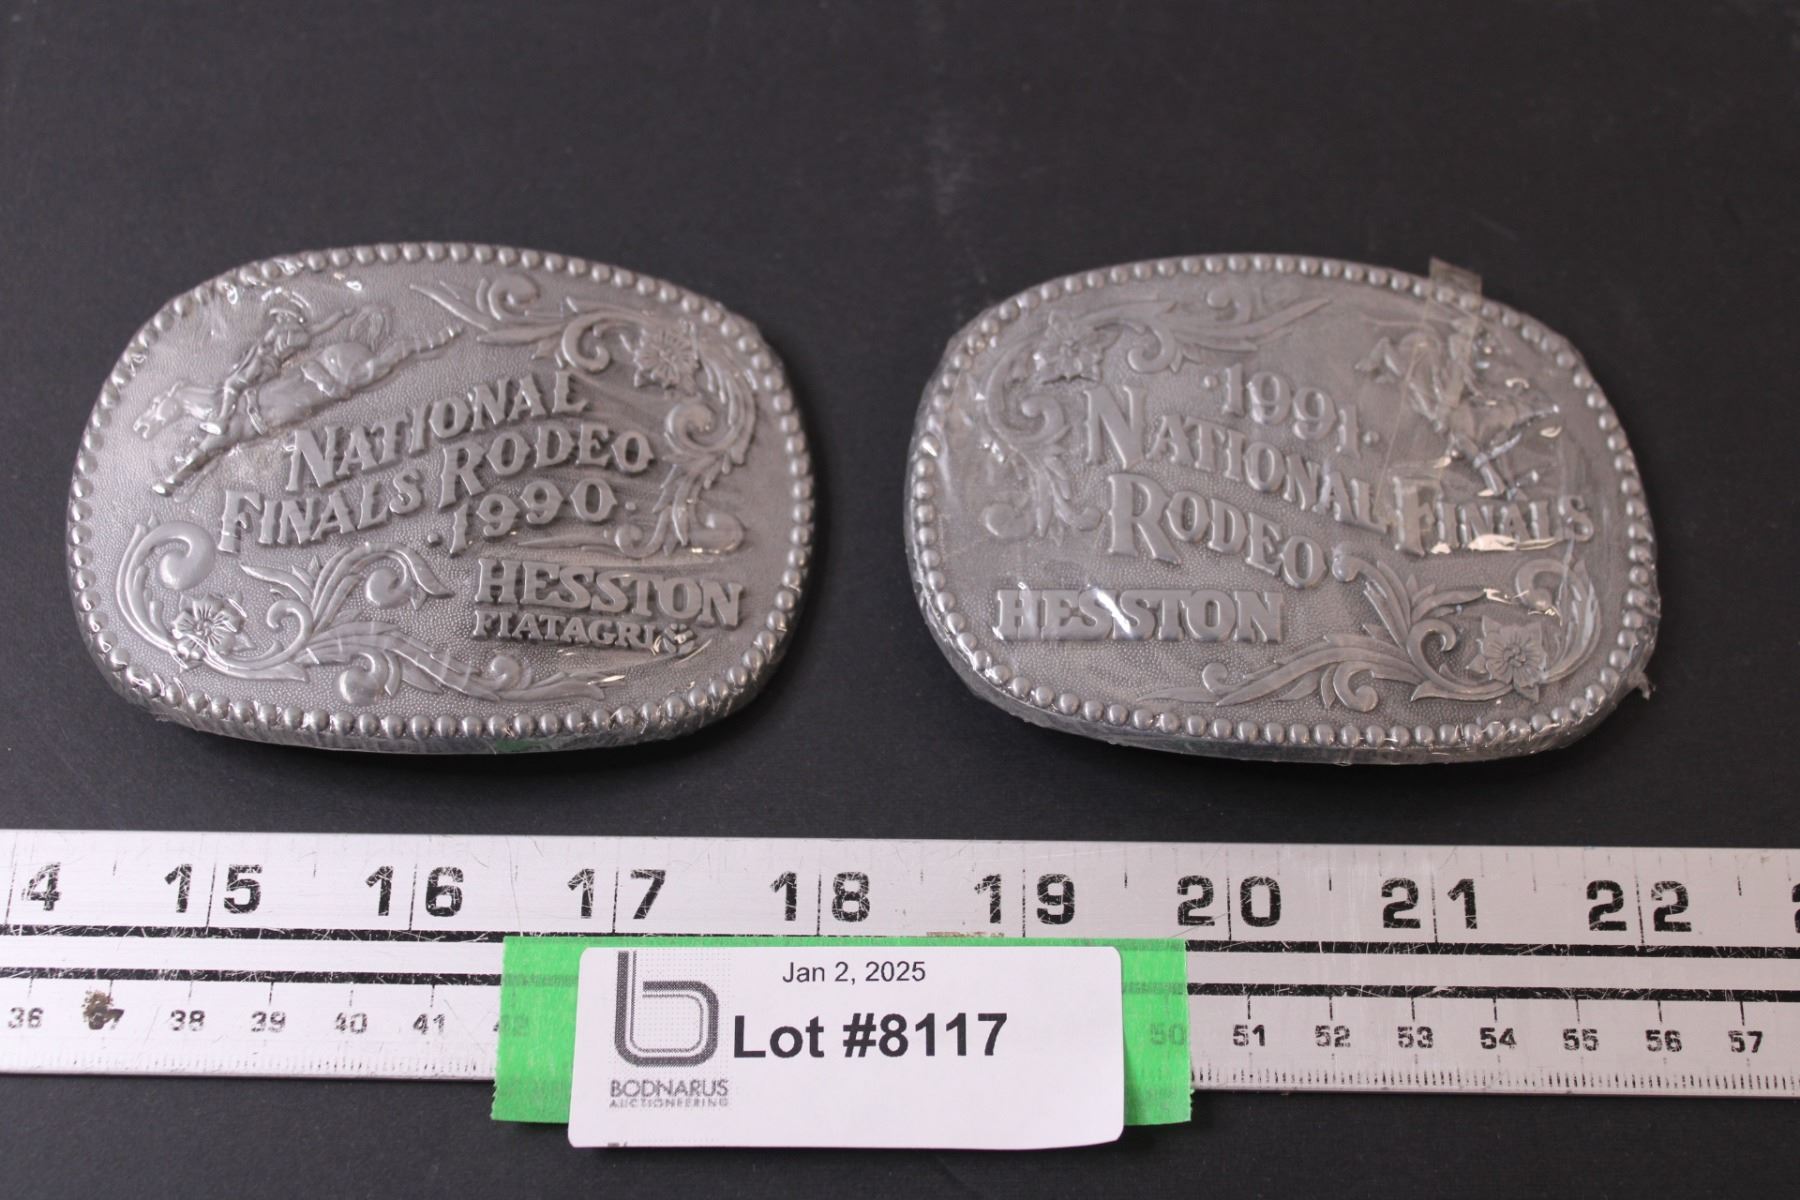 NATIONAL
FINALS RODEO
·1990·
HESSTON
FIATAGRI
·1991·
NATIONAL FINALS
RODEO
HESSTON
4 15 16 17 18 19 20 21 22
36 37 38 39 40 41 42 50 51 52 53 54 55 56 57
Jan 2, 2025
Lot #8117
b
BODNARUS
AUCTIONEERING